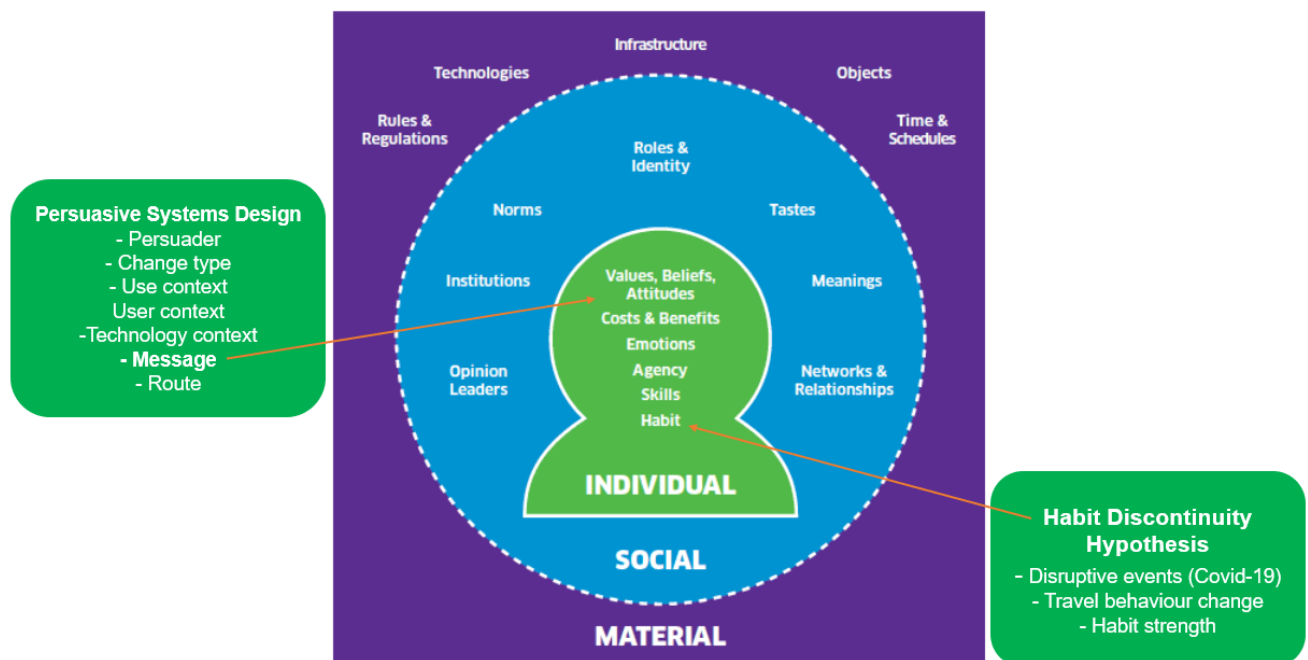 Infrastructure
Technologies
Objects
Rules &
Regulations
Time &
Schedules
Roles &
Identity
Norms
Tastes
Institutions
Meanings
Opinion
Leaders
Networks &
Relationships
Values, Beliefs,
Attitudes
Costs & Benefits
Emotions
Agency
Skills
Habit
INDIVIDUAL
SOCIAL
MATERIAL
Persuasive Systems Design
- Persuader
- Change type
- Use context
User context
-Technology context
- Message
- Route
Habit Discontinuity
Hypothesis
- Disruptive events (Covid-19)
- Travel behaviour change
- Habit strength